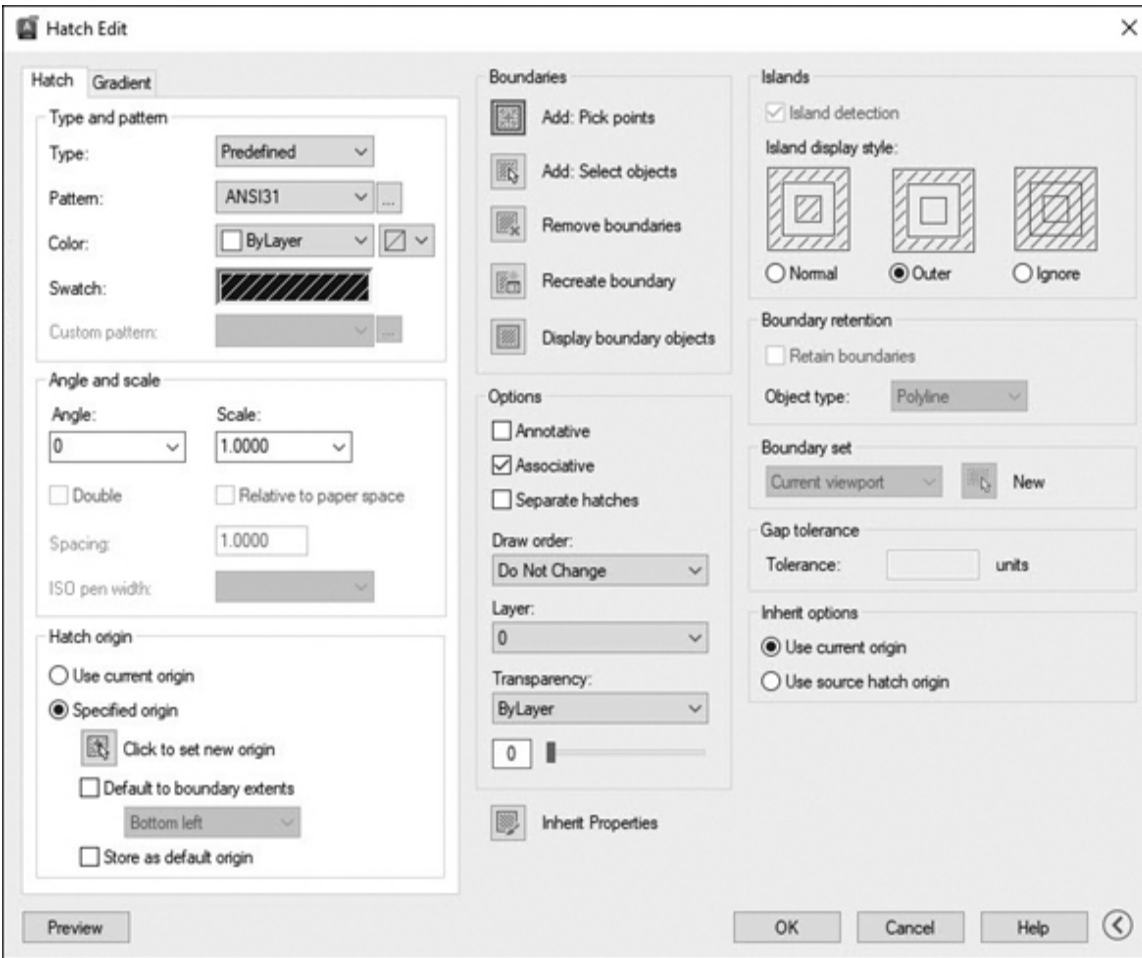 Hatch Edit
Hatch
Gradient
Type and pattern
Type:
Predefined
Pattern:
ANSI31
...
Color:
ByLayer
Swatch:
Custom pattern:
...
Angle and scale
Angle:
Scale:
0
1.0000
Double
Relative to paper space
Spacing:
1.0000
ISO pen width:
Hatch origin
Use current origin
Specified origin
Click to set new origin
Default to boundary extents
Bottom left
Store as default origin
Boundaries
Add: Pick points
Add: Select objects
Remove boundaries
Recreate boundary
Display boundary objects
Options
Annotative
Associative
Separate hatches
Draw order:
Do Not Change
Layer:
0
Transparency:
ByLayer
0
Inherit Properties
Islands
Island detection
Island display style:
Normal
Outer
Ignore
Boundary retention
Retain boundaries
Object type:
Polyline
Boundary set
Current viewport
New
Gap tolerance
Tolerance:
units
Inherit options
Use current origin
Use source hatch origin
Preview
OK
Cancel
Help